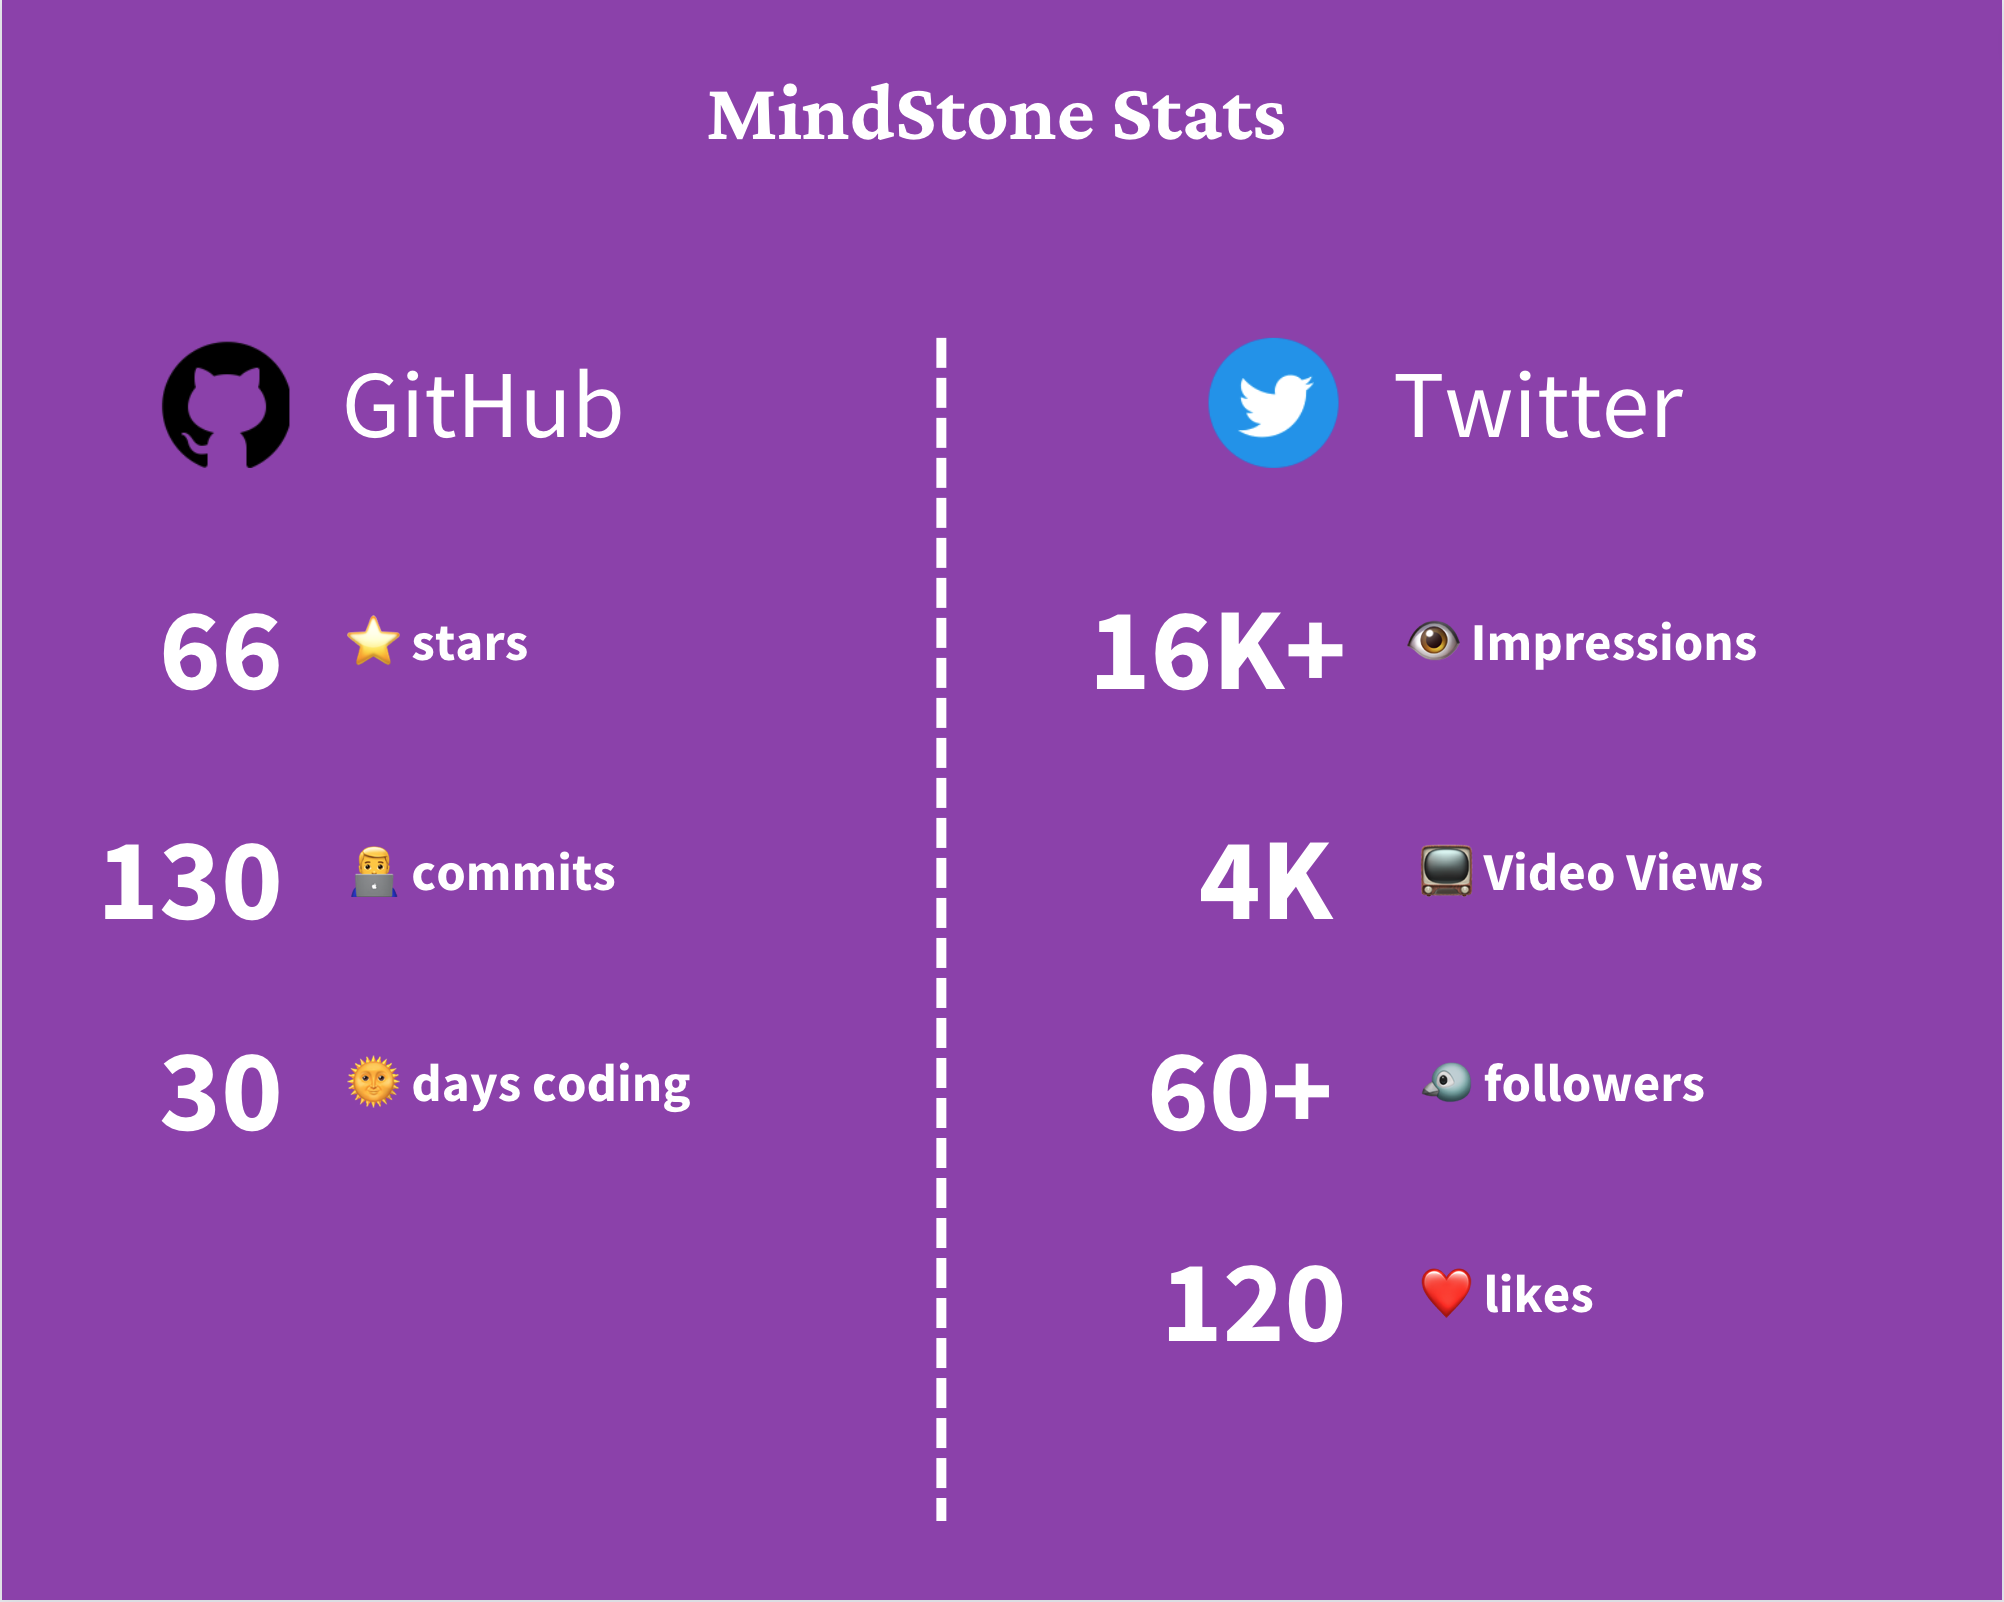 MindStone Stats
GitHub
66 ⭐ stars
130 👨‍💻 commits
30 🌞 days coding
Twitter
16K+ 👁️ Impressions
4K 📺 Video Views
60+ 🐦 followers
120 ❤️ likes